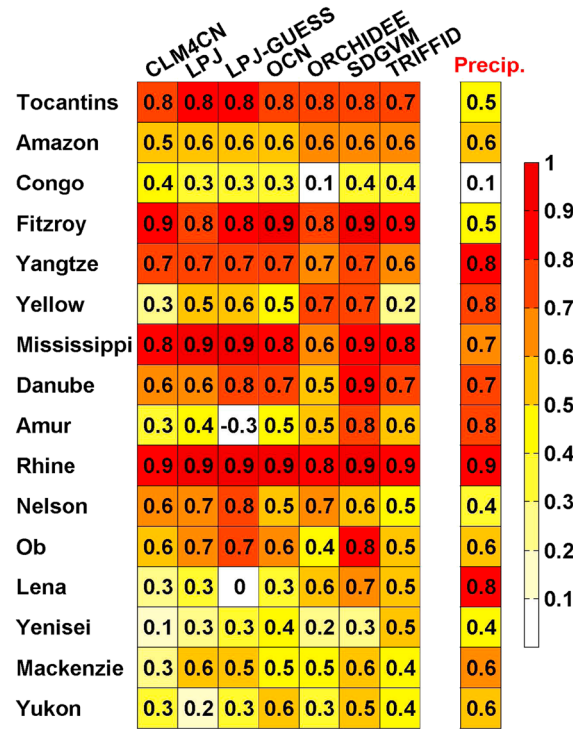 CLM4CN LPJ LPJ-GUESS OCN ORCHIDEE SDGVM TRIFFID Precip.
Tocantins 0.8 0.8 0.8 0.8 0.8 0.8 0.7 0.5
Amazon 0.5 0.6 0.6 0.6 0.6 0.6 0.6 0.6
Congo 0.4 0.3 0.3 0.3 0.1 0.4 0.4 0.1
Fitzroy 0.9 0.8 0.8 0.9 0.8 0.9 0.9 0.5
Yangtze 0.7 0.7 0.7 0.7 0.7 0.7 0.6 0.8
Yellow 0.3 0.5 0.6 0.5 0.7 0.7 0.2 0.8
Mississippi 0.8 0.9 0.9 0.8 0.6 0.9 0.8 0.7
Danube 0.6 0.6 0.8 0.7 0.5 0.9 0.7 0.7
Amur 0.3 0.4 -0.3 0.5 0.5 0.8 0.6 0.8
Rhine 0.9 0.9 0.9 0.9 0.8 0.9 0.9 0.9
Nelson 0.6 0.7 0.8 0.5 0.7 0.6 0.5 0.4
Ob 0.6 0.7 0.7 0.6 0.4 0.8 0.5 0.6
Lena 0.3 0.3 0 0.3 0.6 0.7 0.5 0.8
Yenisei 0.1 0.3 0.3 0.4 0.2 0.3 0.5 0.4
Mackenzie 0.3 0.6 0.5 0.5 0.5 0.6 0.4 0.6
Yukon 0.3 0.2 0.3 0.6 0.3 0.5 0.4 0.6
1
0.9
0.8
0.7
0.6
0.5
0.4
0.3
0.2
0.1